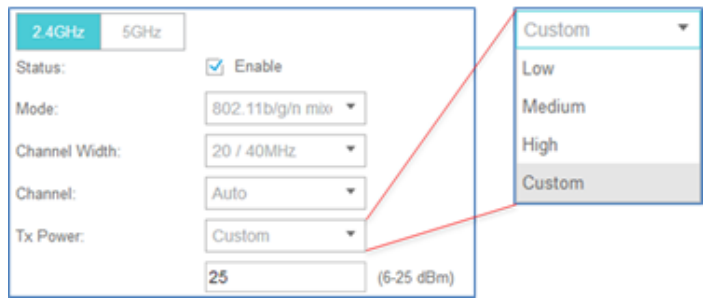 2.4GHz 5GHz
Status: Enable
Mode: 802.11b/g/n mixe
Channel Width: 20 / 40MHz
Channel: Auto
Tx Power: Custom
25 (6-25 dBm)
Custom
Low
Medium
High
Custom